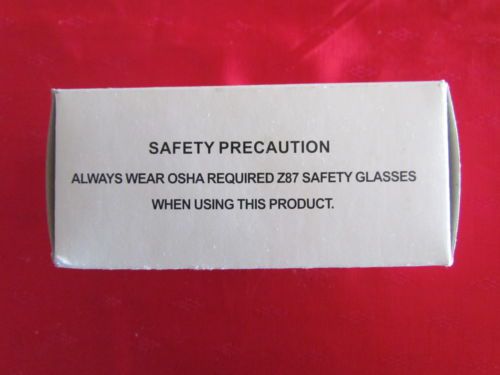 SAFETY PRECAUTION
ALWAYS WEAR OSHA REQUIRED Z87 SAFETY GLASSES
WHEN USING THIS PRODUCT.